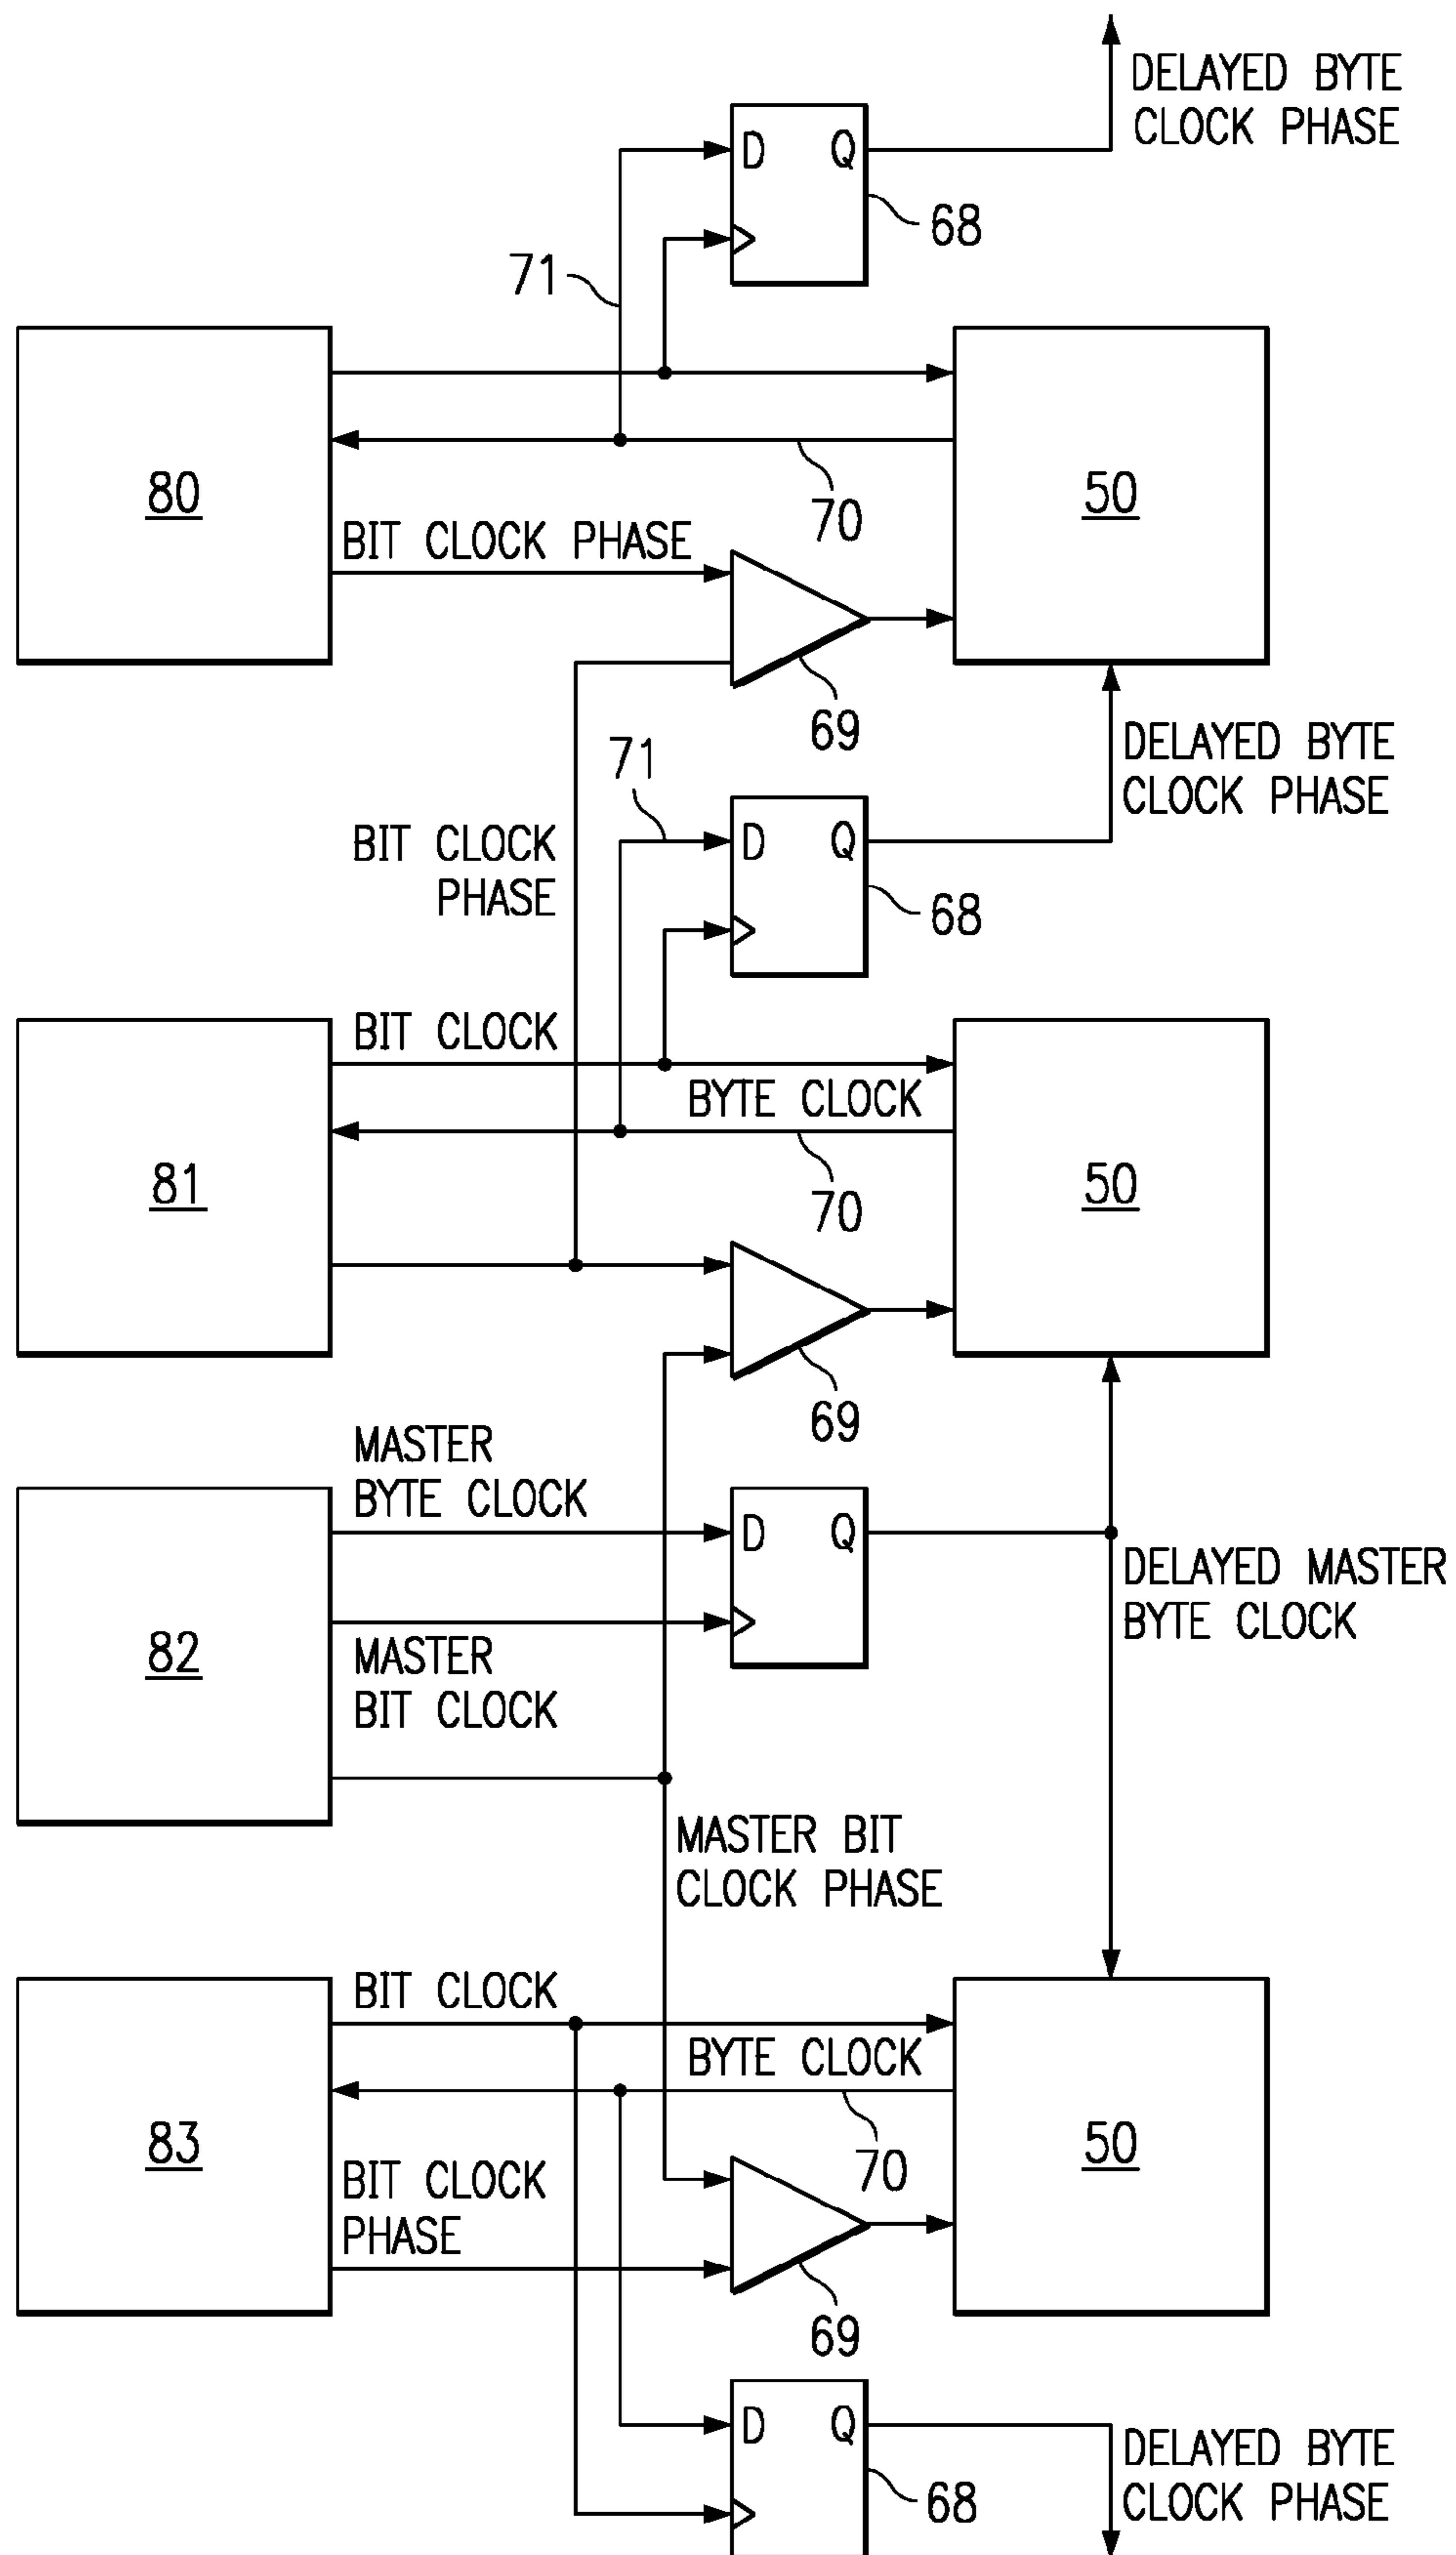 DELAYED BYTE
CLOCK PHASE
D Q
68
71
80
50
70
BIT CLOCK PHASE
69
DELAYED BYTE
CLOCK PHASE
71
BIT CLOCK
PHASE
D Q
68
BIT CLOCK
BYTE CLOCK
81
50
70
69
MASTER
BYTE CLOCK
D Q
DELAYED MASTER
BYTE CLOCK
82
MASTER
BIT CLOCK
MASTER BIT
CLOCK PHASE
BIT CLOCK
BYTE CLOCK
83
50
70
BIT CLOCK
PHASE
69
D Q
68
DELAYED BYTE
CLOCK PHASE